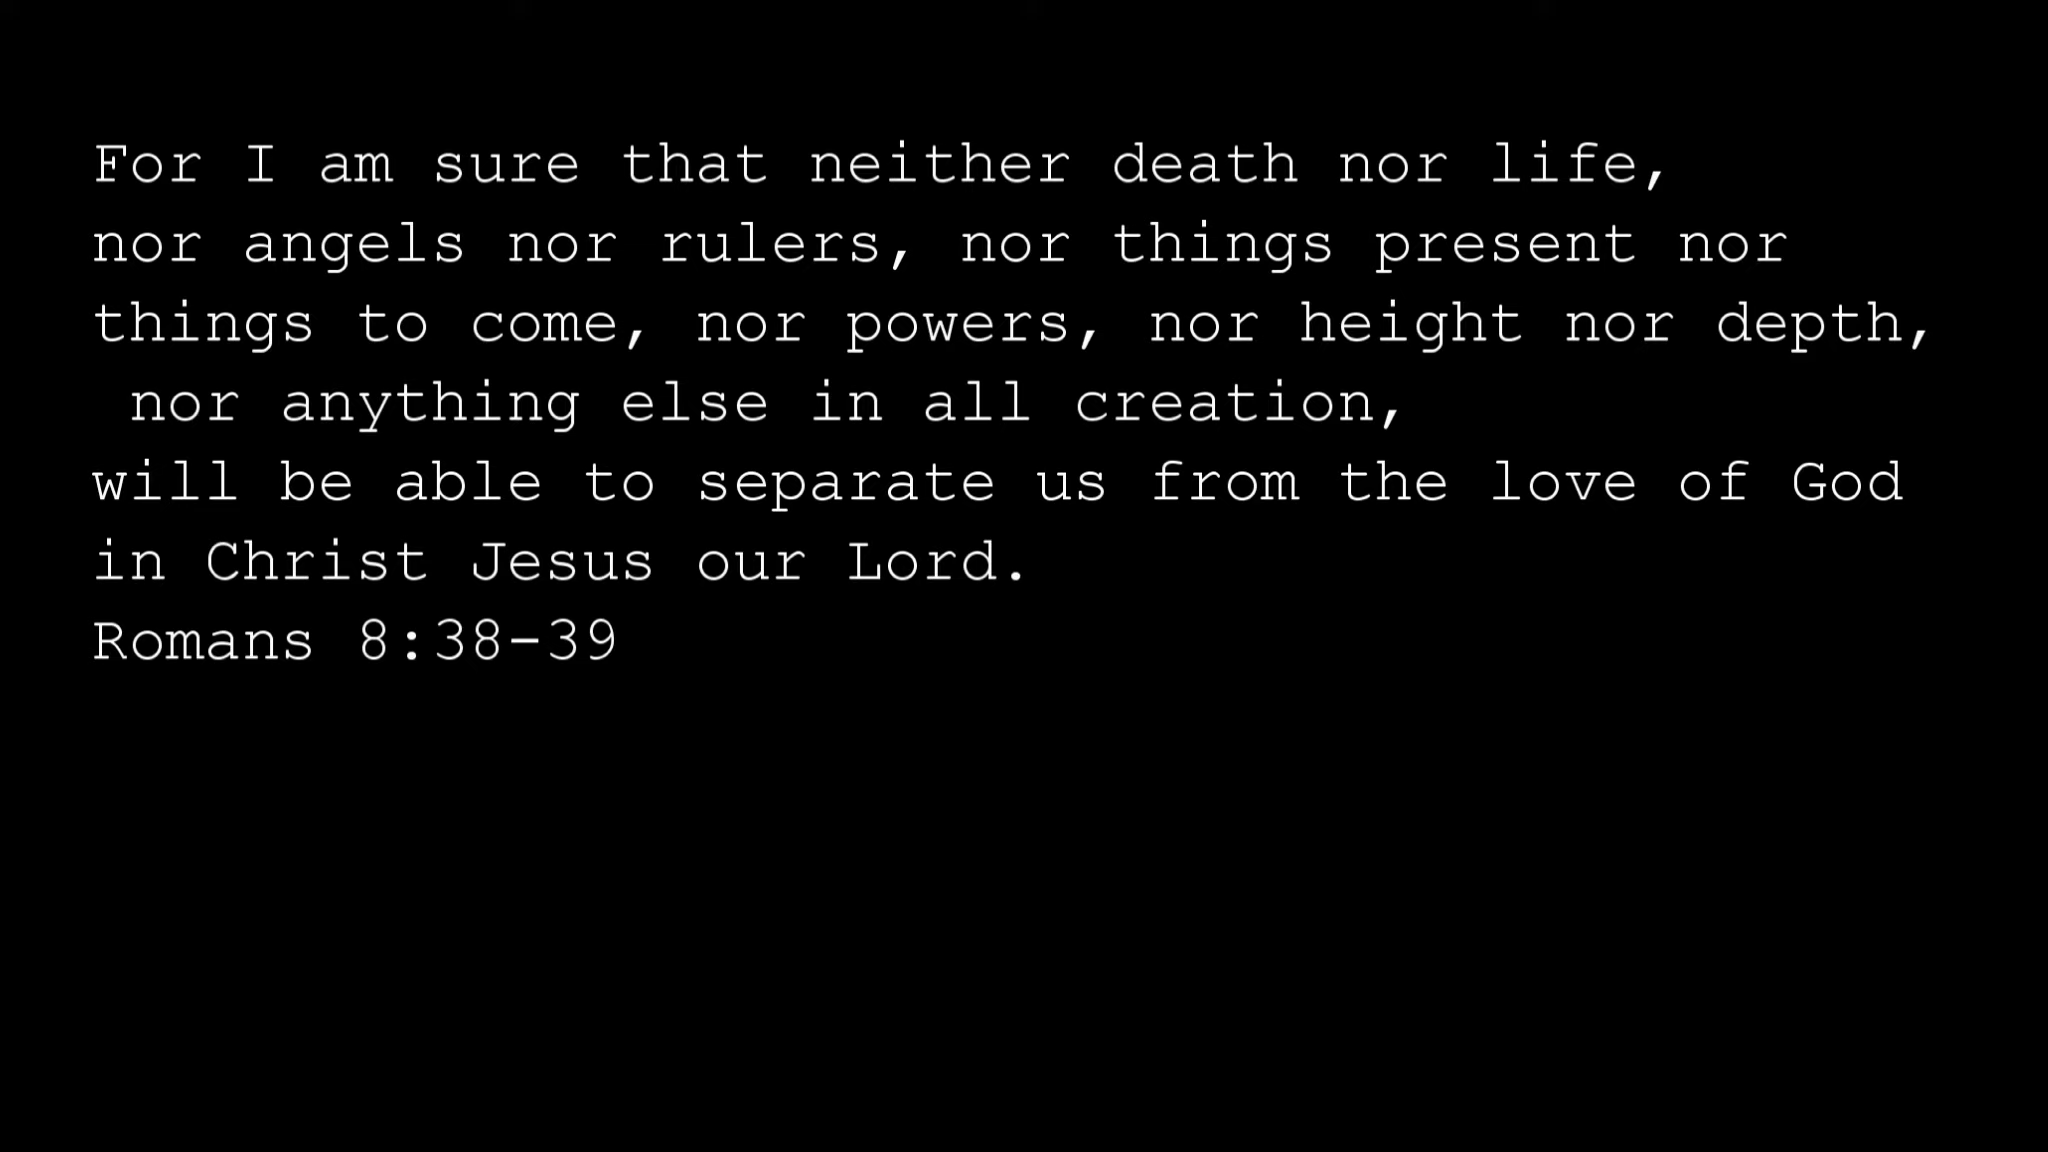 For I am sure that neither death nor life,
nor angels nor rulers, nor things present nor
things to come, nor powers, nor height nor depth,
nor anything else in all creation,
will be able to separate us from the love of God
in Christ Jesus our Lord.
Romans 8:38-39